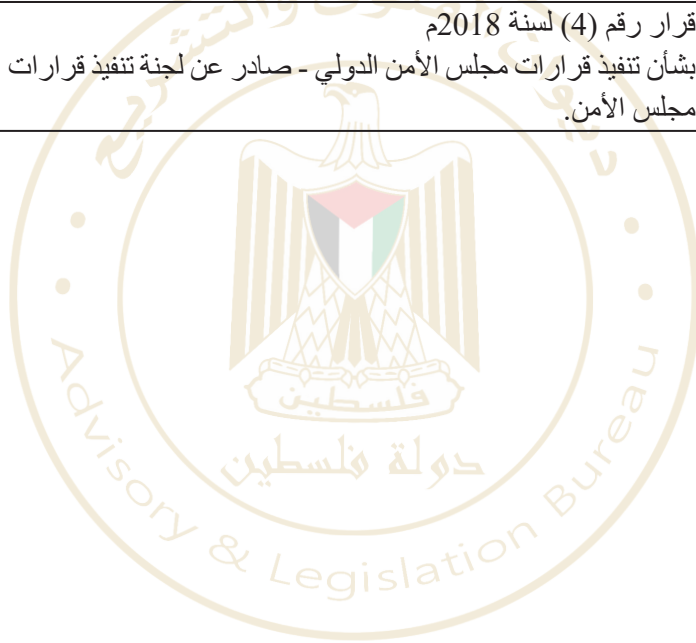 قرار رقم (4) لسنة 2018م
بشأن تنفيذ قرارات مجلس الأمن الدولي - صادر عن لجنة تنفيذ قرارات
مجلس الأمن.
فلسطين
دولة فلسطين
Advisory & Legislation Bureau